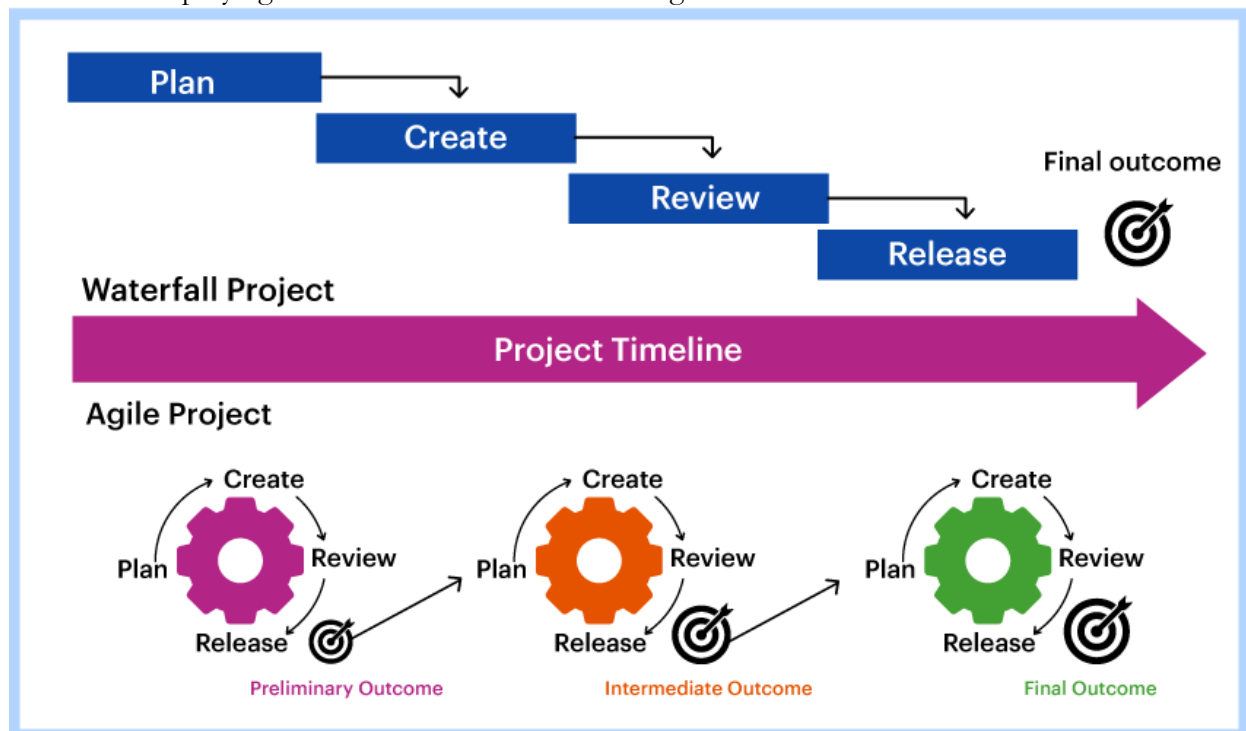 Plan
Create
Review
Release
Final outcome
Waterfall Project
Project Timeline
Agile Project
Create
Plan
Review
Release
Preliminary Outcome
Create
Plan
Review
Release
Intermediate Outcome
Create
Plan
Review
Release
Final Outcome